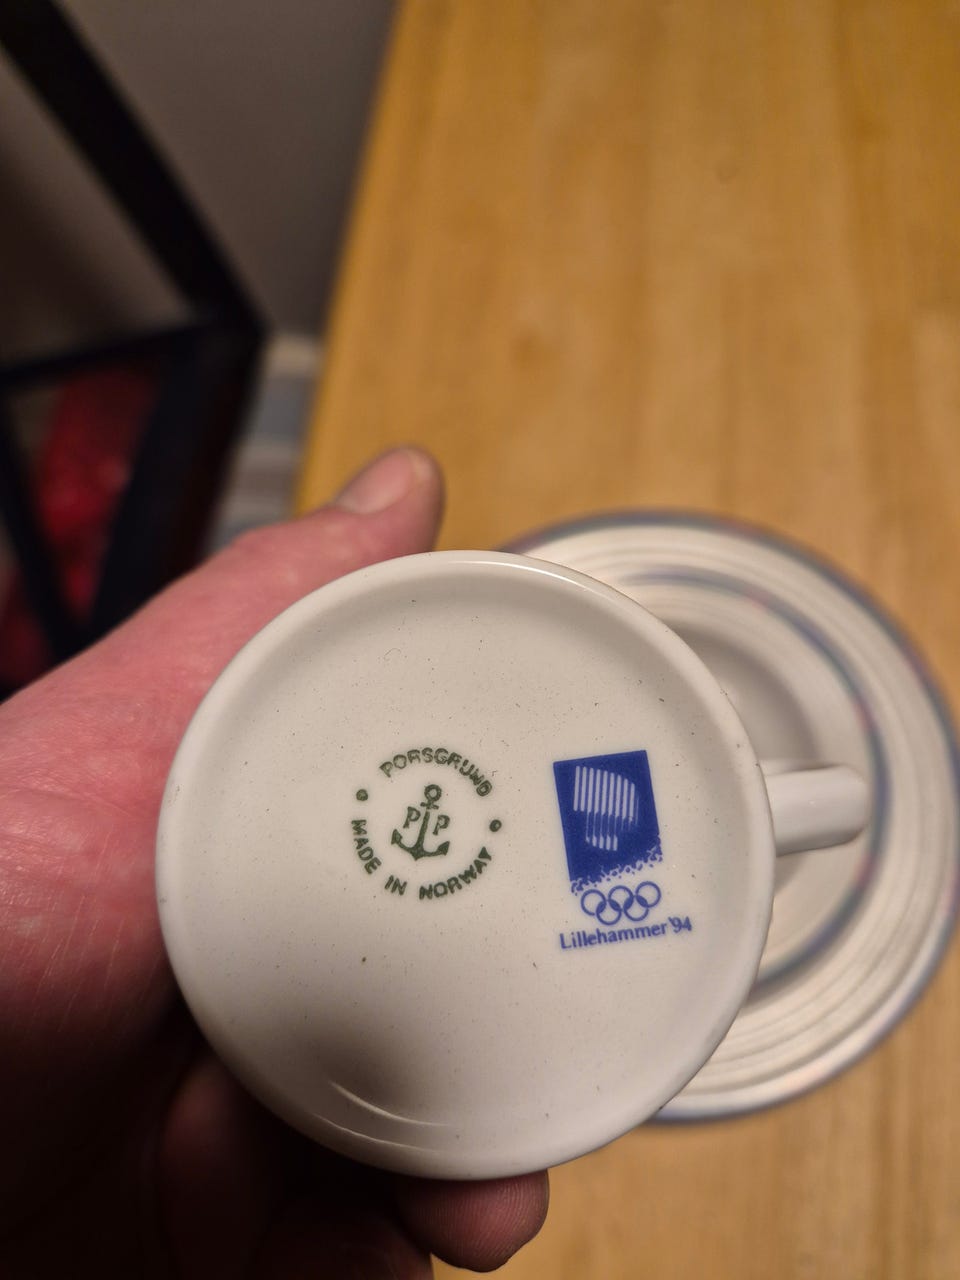 PORSGRUND
PP
MADE IN NORWAY
Lillehammer '94